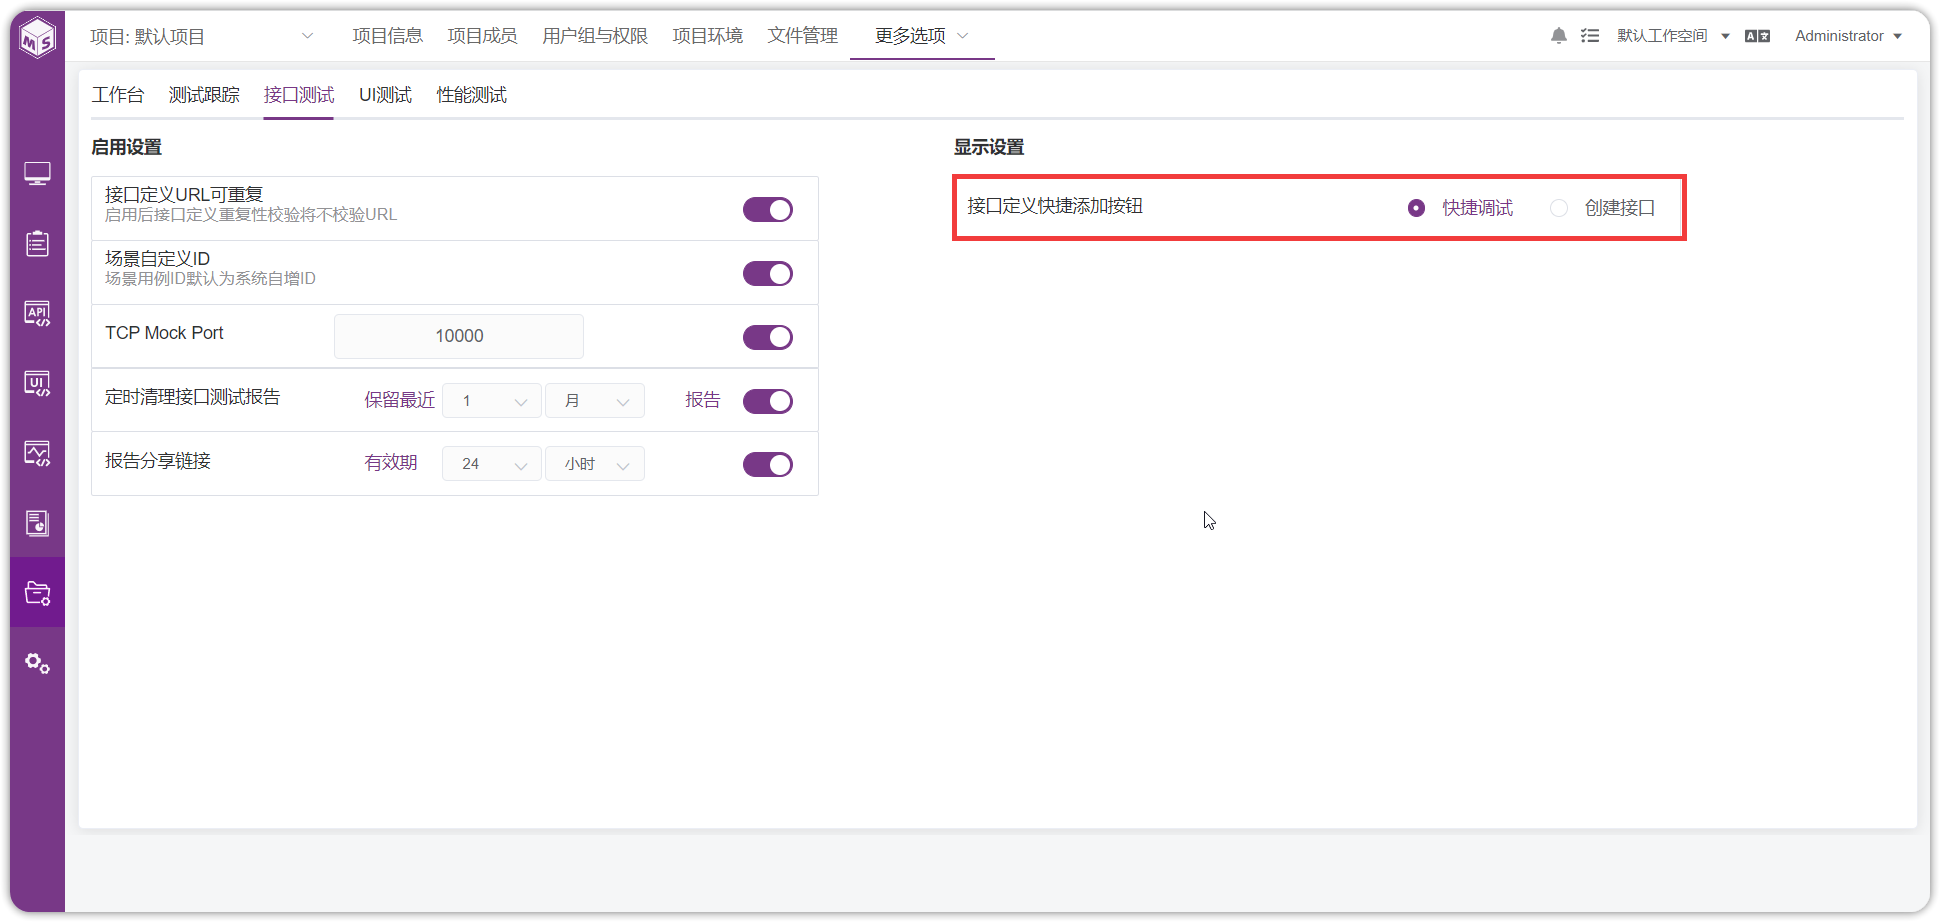 MS
项目: 默认项目
项目信息
项目成员
用户组与权限
项目环境
文件管理
更多选项
默认工作空间
A文
Administrator
工作台
测试跟踪
接口测试
UI测试
性能测试
启用设置
接口定义URL可重复
启用后接口定义重复性校验将不校验URL
场景自定义ID
场景用例ID默认为系统自增ID
TCP Mock Port
10000
定时清理接口测试报告
保留最近
1
月
报告
报告分享链接
有效期
24
小时
显示设置
接口定义快捷添加按钮
快捷调试
创建接口
API
UI